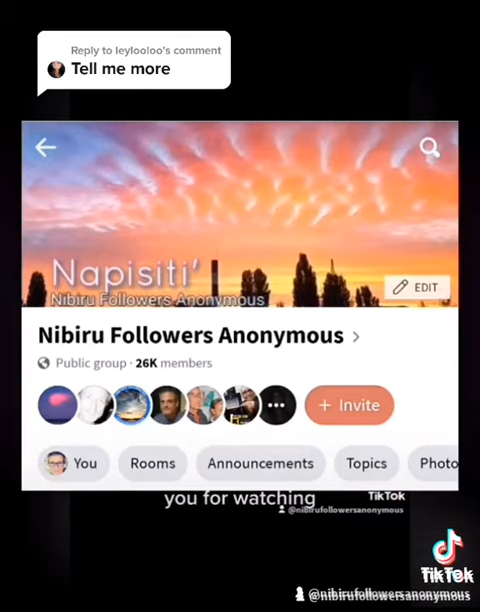 Reply to leylooloo's comment
Tell me more
Napisiti'
Nibiru Followers Anonymous
EDIT
Nibiru Followers Anonymous
Public group · 26K members
+ Invite
You
Rooms
Announcements
Topics
Photo
you for watching
TikTok
@nibirufollowersanonymous
TikTok
@nibirufollowersanonymous